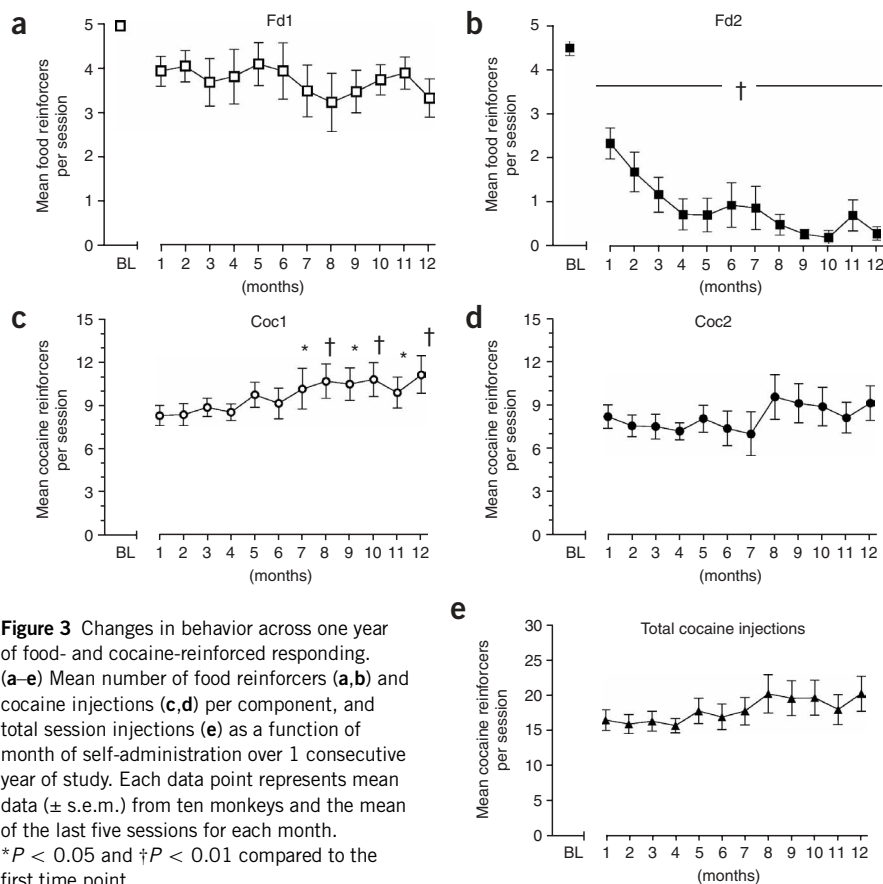 a
Fd1
Mean food reinforcers
per session
5
4
3
2
1
0
BL
1 2 3 4 5 6 7 8 9 10 11 12
(months)
b
Fd2
Mean food reinforcers
per session
5
4
3
2
1
0
†
BL
1 2 3 4 5 6 7 8 9 10 11 12
(months)
c
Coc1
Mean cocaine reinforcers
per session
15
12
9
6
3
0
* † * † * †
BL
1 2 3 4 5 6 7 8 9 10 11 12
(months)
d
Coc2
Mean cocaine reinforcers
per session
15
12
9
6
3
0
BL
1 2 3 4 5 6 7 8 9 10 11 12
(months)
Figure 3 Changes in behavior across one year
of food- and cocaine-reinforced responding.
(a–e) Mean number of food reinforcers (a,b) and
cocaine injections (c,d) per component, and
total session injections (e) as a function of
month of self-administration over 1 consecutive
year of study. Each data point represents mean
data (± s.e.m.) from ten monkeys and the mean
of the last five sessions for each month.
*P < 0.05 and †P < 0.01 compared to the
first time point.
e
Total cocaine injections
Mean cocaine reinforcers
per session
30
25
20
15
10
5
0
BL
1 2 3 4 5 6 7 8 9 10 11 12
(months)